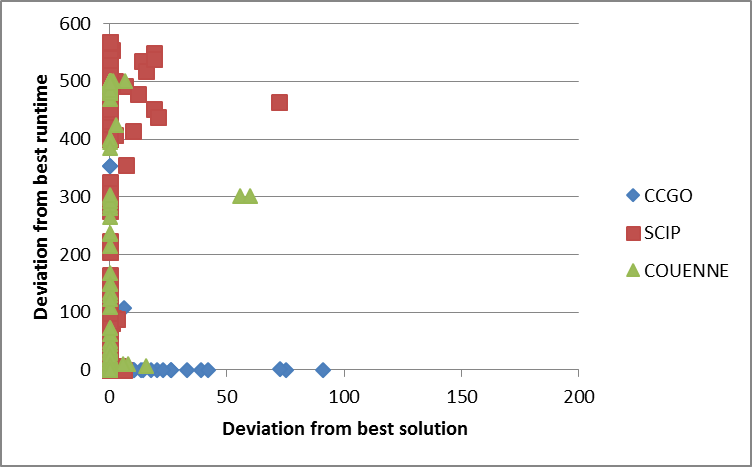 600
500
400
300
200
100
0
0 50 100 150 200
Deviation from best runtime
Deviation from best solution
CCGO
SCIP
COUENNE